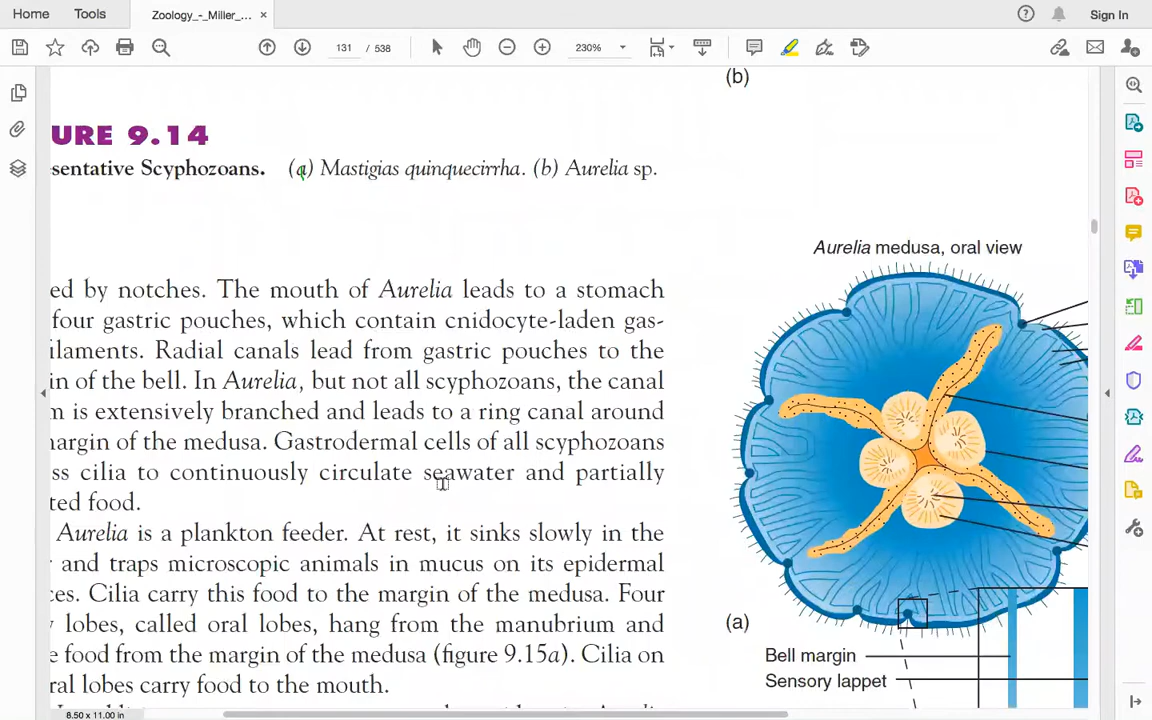 Home
Tools
Zoology_-_Miller_...
×
?
Sign In
131 / 538
230%
(b)
URE 9.14
sentative Scyphozoans. (a) Mastigias quinquecirrha. (b) Aurelia sp.
ed by notches. The mouth of Aurelia leads to a stomach
four gastric pouches, which contain cnidocyte-laden gas-
ilaments. Radial canals lead from gastric pouches to the
in of the bell. In Aurelia, but not all scyphozoans, the canal
m is extensively branched and leads to a ring canal around
nargin of the medusa. Gastrodermal cells of all scyphozoans
ss cilia to continuously circulate seawater and partially
ted food.
Aurelia is a plankton feeder. At rest, it sinks slowly in the
and traps microscopic animals in mucus on its epidermal
ces. Cilia carry this food to the margin of the medusa. Four
lobes, called oral lobes, hang from the manubrium and
e food from the margin of the medusa (figure 9.15a). Cilia on
ral lobes carry food to the mouth.
Aurelia medusa, oral view
(a)
Bell margin
Sensory lappet
8.50 x 11.00 in